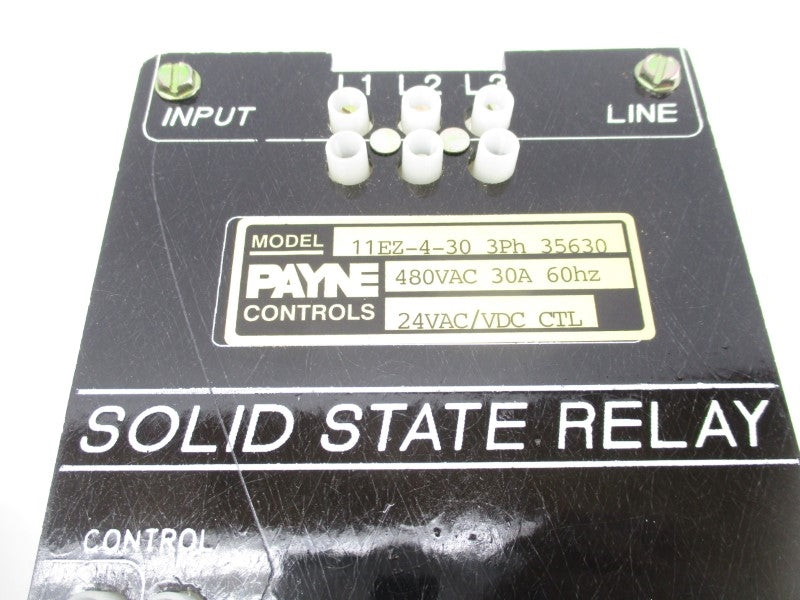 L1 L2 L3
INPUT LINE
MODEL 11EZ-4-30 3Ph 35630
PAYNE 480VAC 30A 60hz
CONTROLS 24VAC/VDC CTL
SOLID STATE RELAY
CONTROL